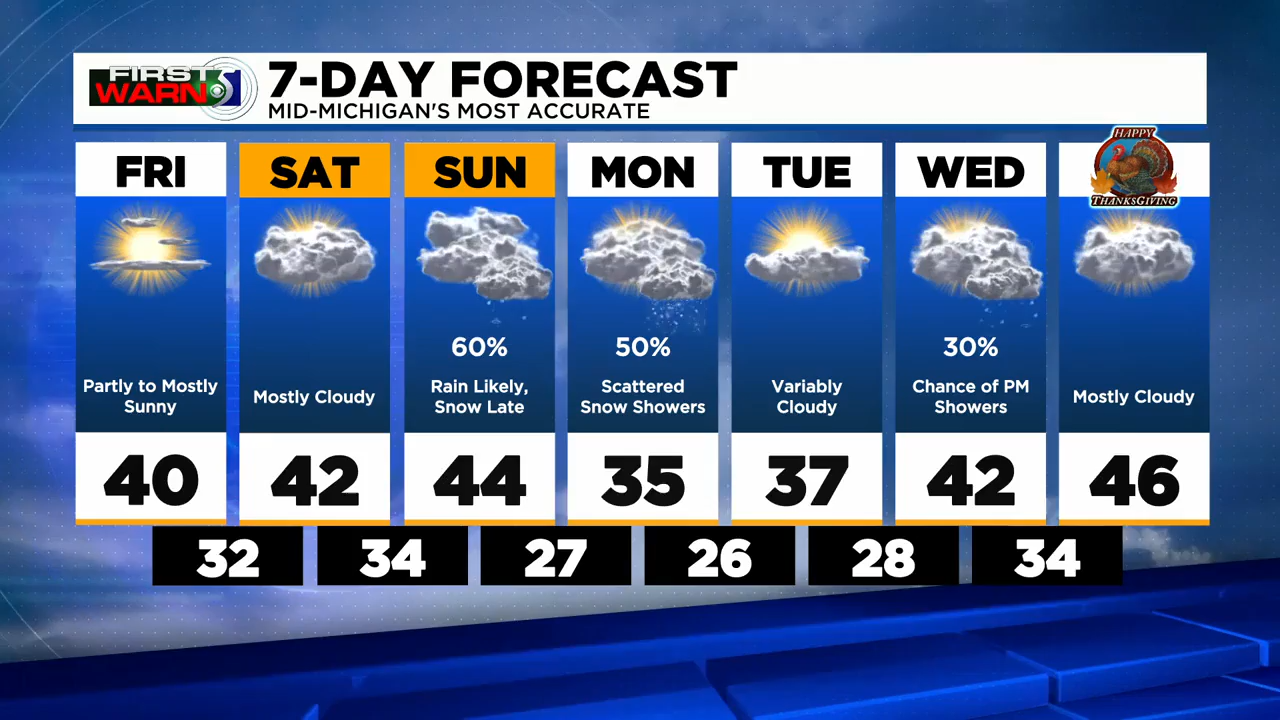 FIRST
WARN 5
7-DAY FORECAST
MID-MICHIGAN'S MOST ACCURATE
FRI
SAT
SUN
MON
TUE
WED
HAPPY
THANKSGIVING
60%
50%
30%
Partly to Mostly
Sunny
Mostly Cloudy
Rain Likely,
Snow Late
Scattered
Snow Showers
Variably
Cloudy
Chance of PM
Showers
Mostly Cloudy
40
42
44
35
37
42
46
32
34
27
26
28
34